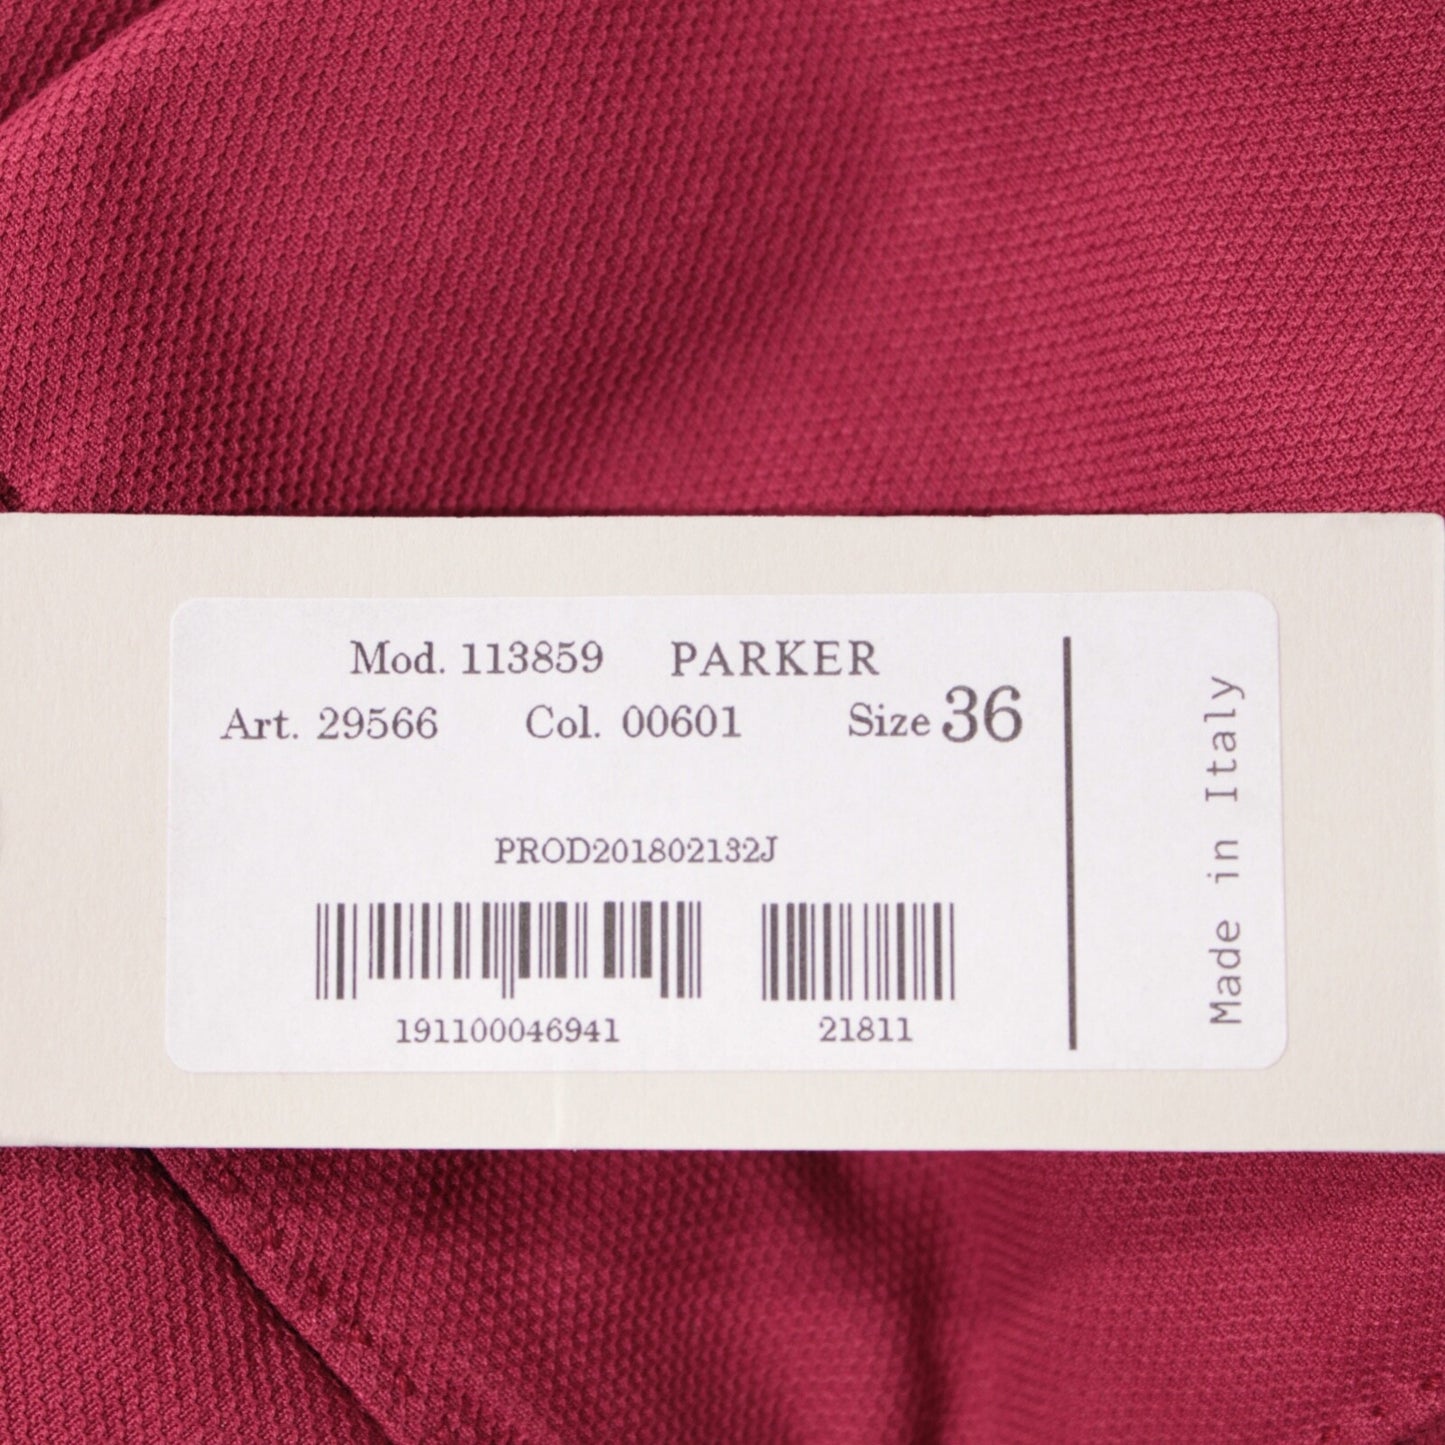 Mod. 113859 PARKER
Art. 29566 Col. 00601 Size 36
PROD201802132J
191100046941 21811
Made in Italy